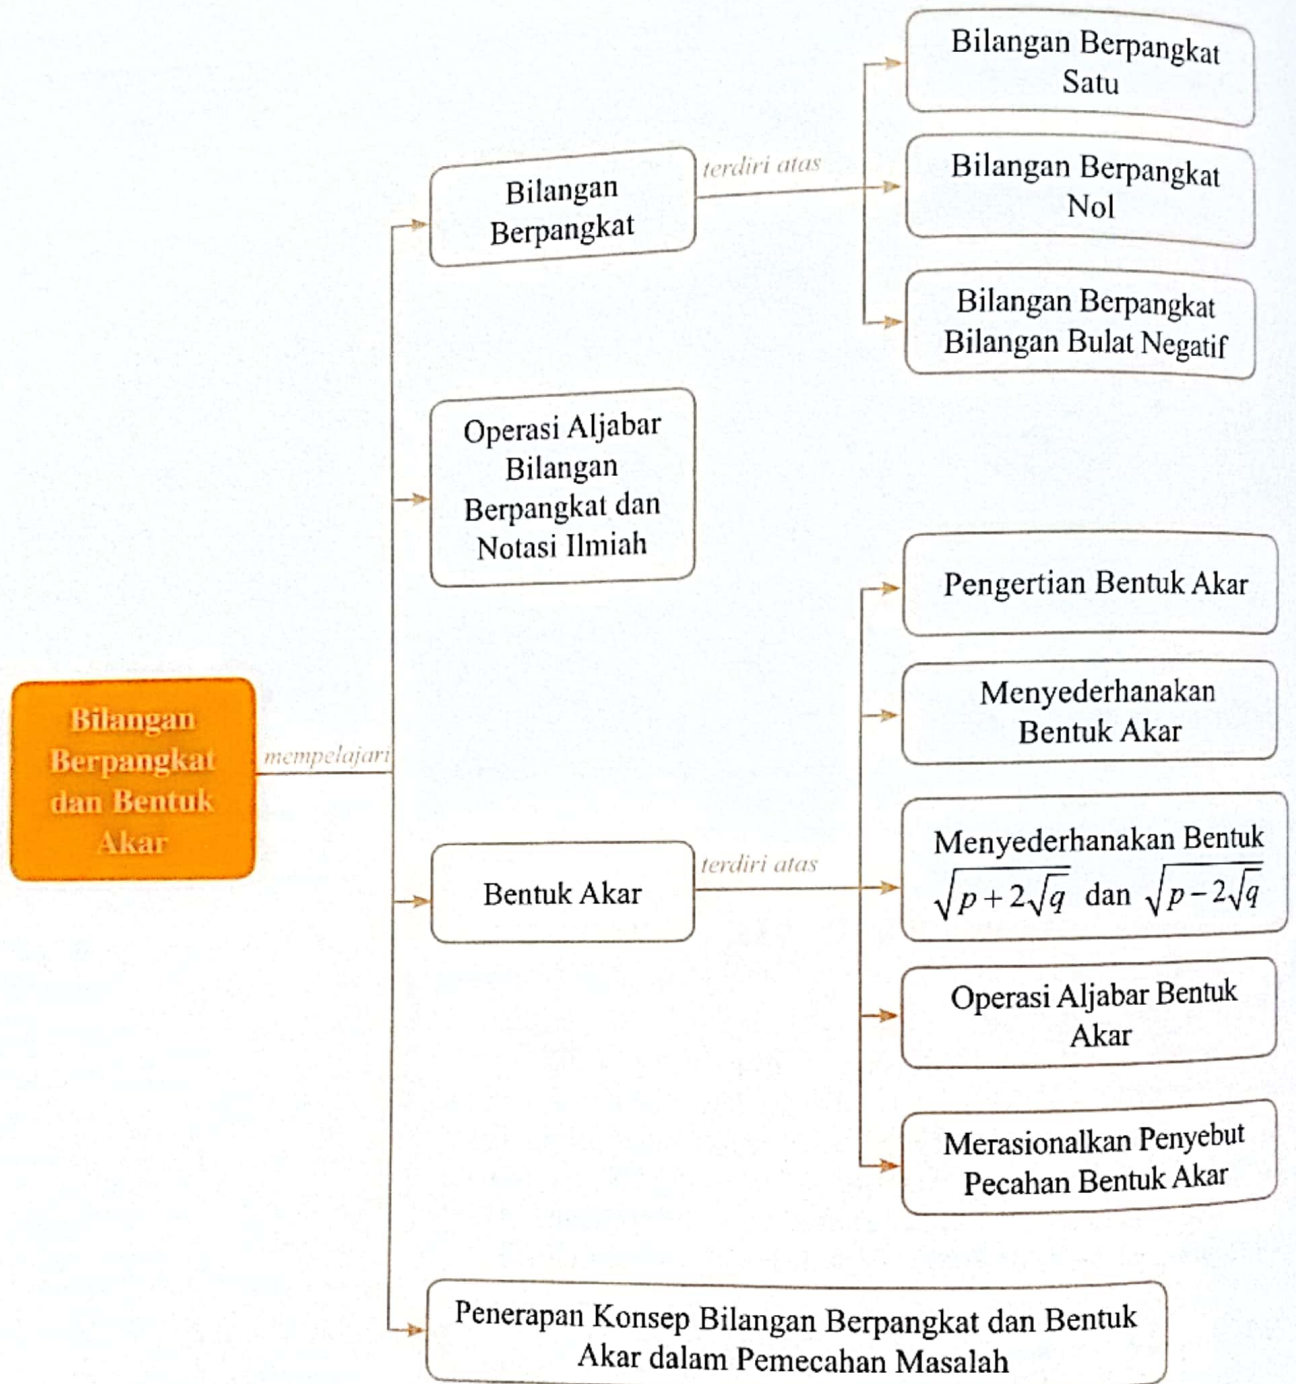 Bilangan
Berpangkat
dan Bentuk
Akar
mempelajari
Bilangan
Berpangkat
terdiri atas
Bilangan Berpangkat
Satu
Bilangan Berpangkat
Nol
Bilangan Berpangkat
Bilangan Bulat Negatif
Operasi Aljabar
Bilangan
Berpangkat dan
Notasi Ilmiah
Bentuk Akar
terdiri atas
Pengertian Bentuk Akar
Menyederhanakan
Bentuk Akar
Menyederhanakan Bentuk
√(p + 2√q) dan √(p − 2√q)
Operasi Aljabar Bentuk
Akar
Merasionalkan Penyebut
Pecahan Bentuk Akar
Penerapan Konsep Bilangan Berpangkat dan Bentuk
Akar dalam Pemecahan Masalah